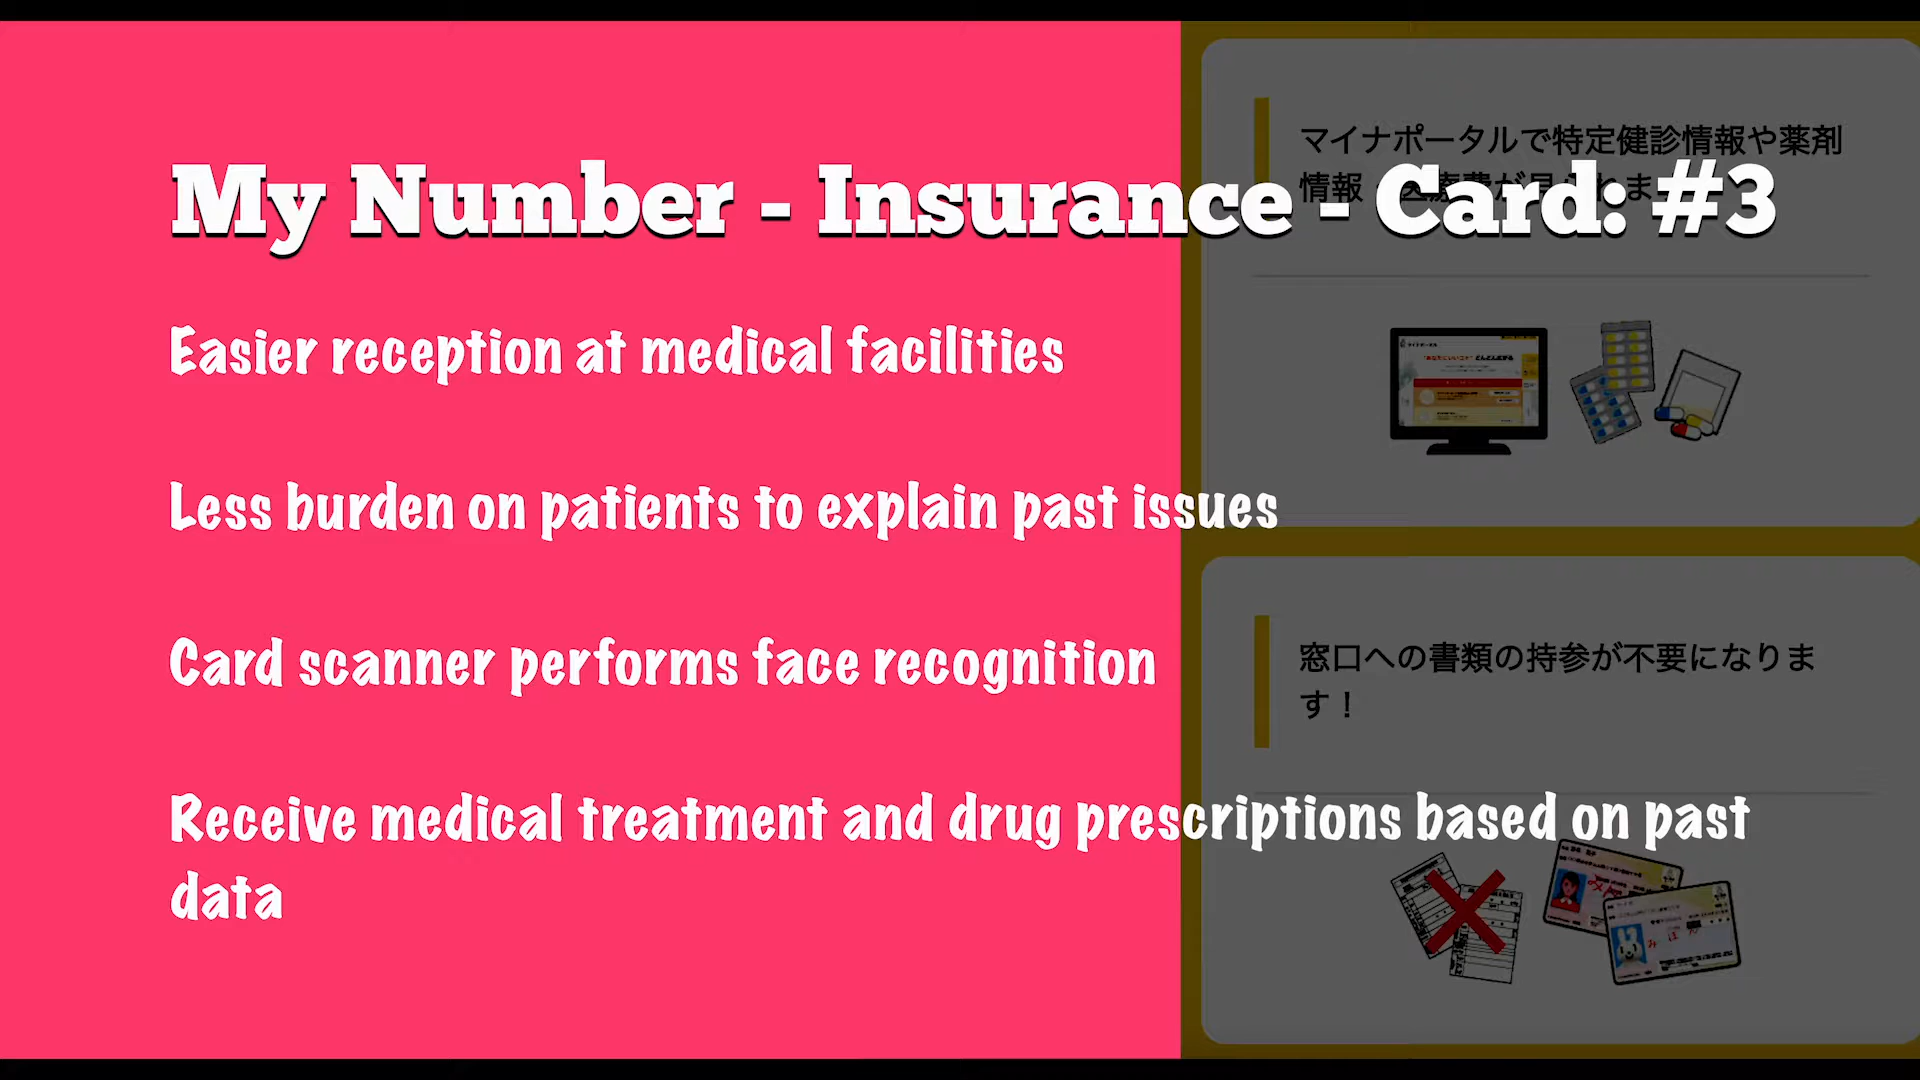 My Number - Insurance - Card: #3
Easier reception at medical facilities
Less burden on patients to explain past issues
Card scanner performs face recognition
Receive medical treatment and drug prescriptions based on past
data
マイナポータルで特定健診情報や薬剤
情報
窓口への書類の持参が不要になりま
す！